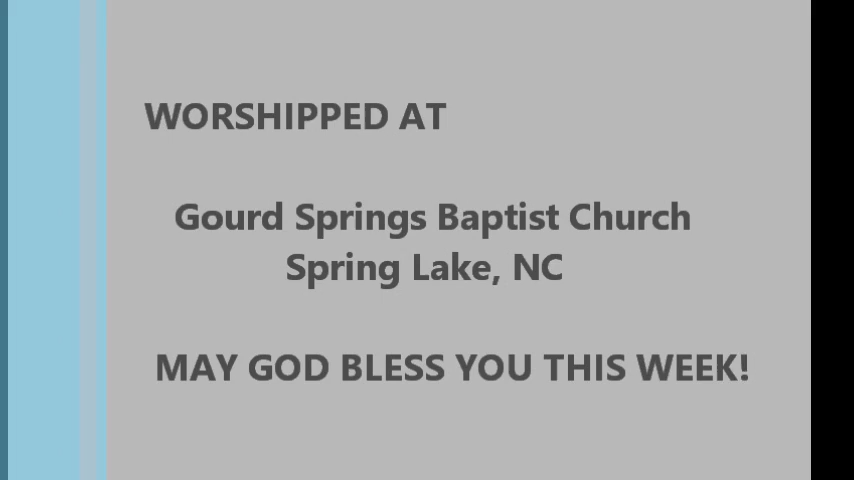 WORSHIPPED AT
Gourd Springs Baptist Church
Spring Lake, NC
MAY GOD BLESS YOU THIS WEEK!